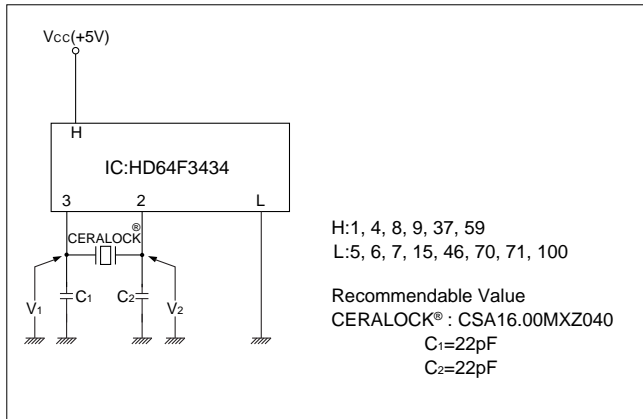 Vcc(+5V)
H
IC:HD64F3434
3 2 L
CERALOCK®
V1 C1 C2 V2
H:1, 4, 8, 9, 37, 59
L:5, 6, 7, 15, 46, 70, 71, 100
Recommendable Value
CERALOCK® : CSA16.00MXZ040
C1=22pF
C2=22pF